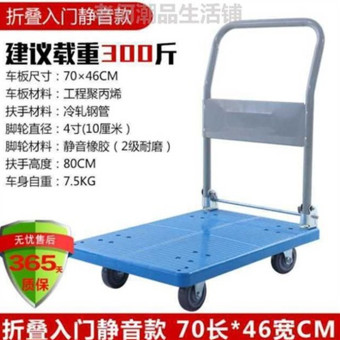 折叠入门静音款
潮品生活铺
建议载重300斤
车板尺寸：70×46CM
车板材料：工程聚丙烯
扶手材料：冷轧钢管
脚轮直径：4寸(10厘米）
脚轮材料：静音橡胶（2级耐磨）
扶手高度：80CM
车身自重：7.5KG
无忧售后
365天
质保
折叠入门静音款 70长*46宽CM